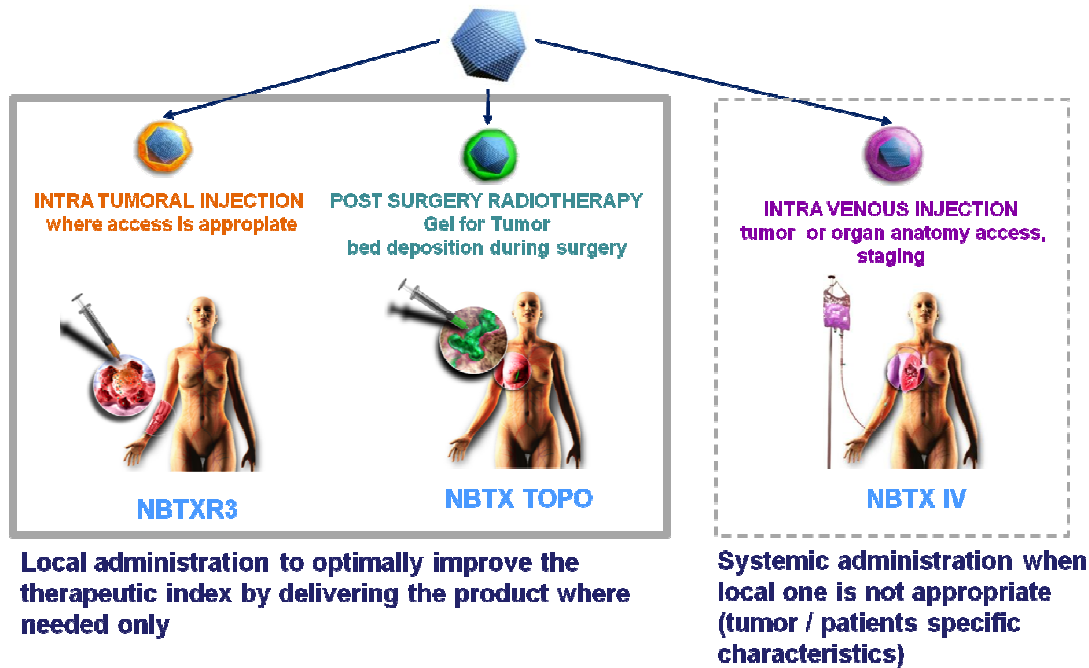 INTRA TUMORAL INJECTION
where access is appropiate
POST SURGERY RADIOTHERAPY
Gel for Tumor
bed deposition during surgery
INTRA VENOUS INJECTION
tumor or organ anatomy access,
staging
NBTXR3
NBTX TOPO
NBTX IV
Local administration to optimally improve the
therapeutic index by delivering the product where
needed only
Systemic administration when
local one is not appropriate
(tumor / patients specific
characteristics)